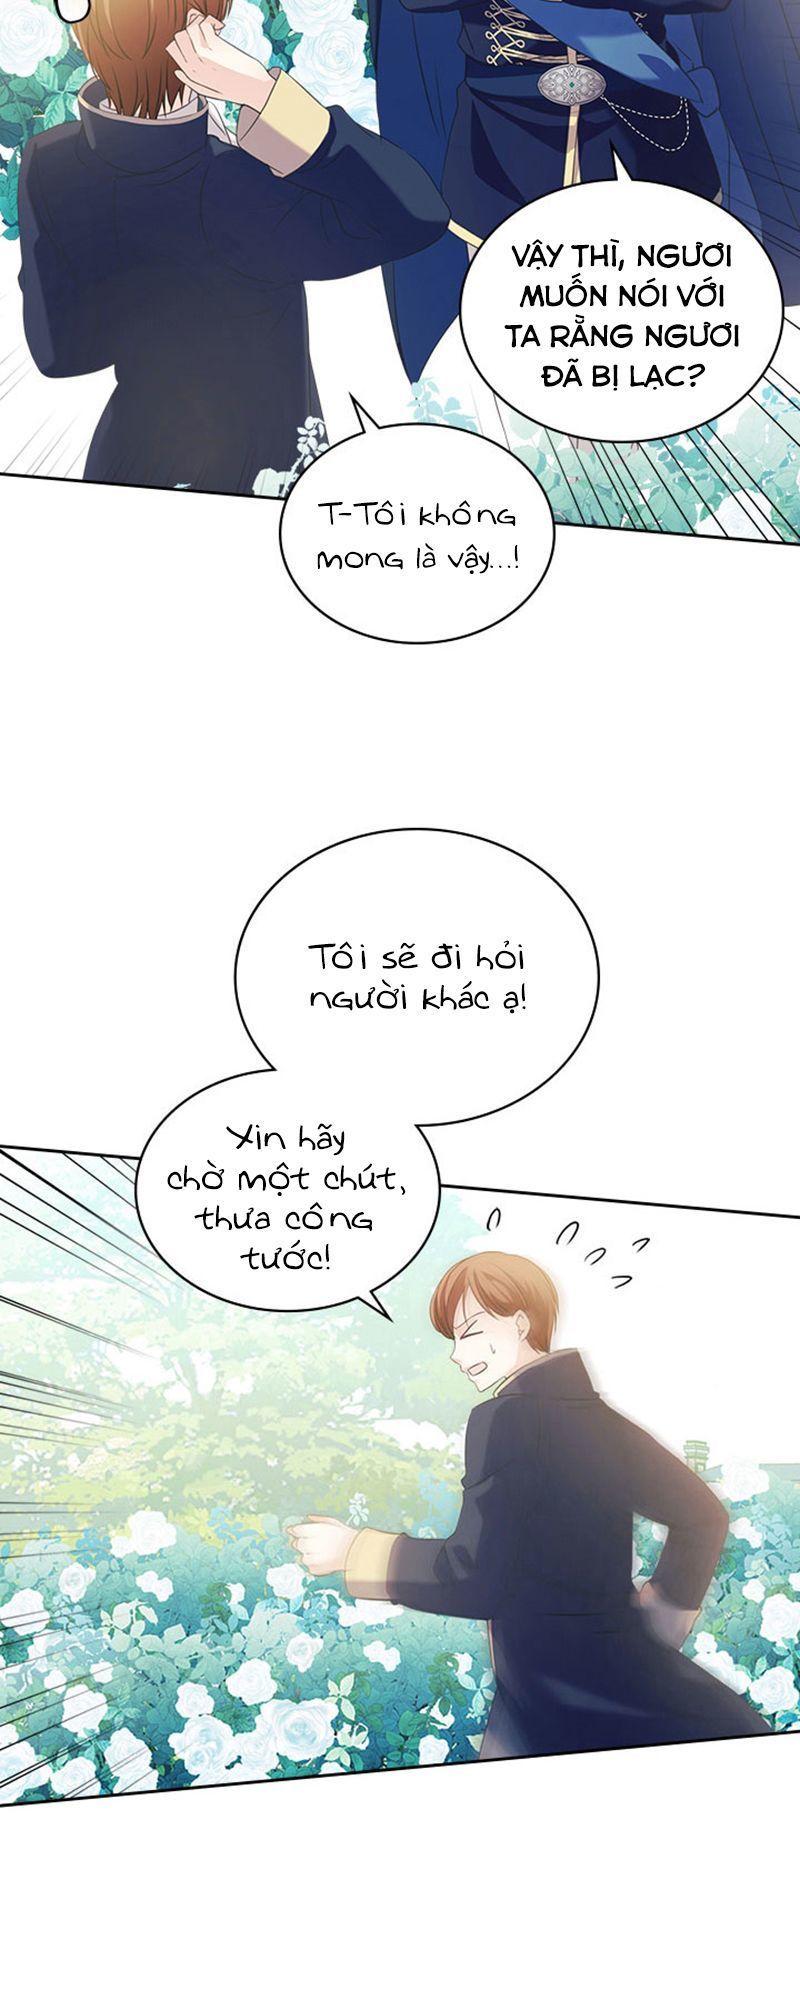 VẬY THÌ, NGƯƠI
MUỐN NÓI VỚI
TA RẰNG NGƯƠI
ĐÃ BỊ LẠC?
T-Tôi không
mong là vậy...!
Tôi sẽ đi hỏi
người khác ạ!
Xin hãy
chờ một chút,
thưa công
tước!